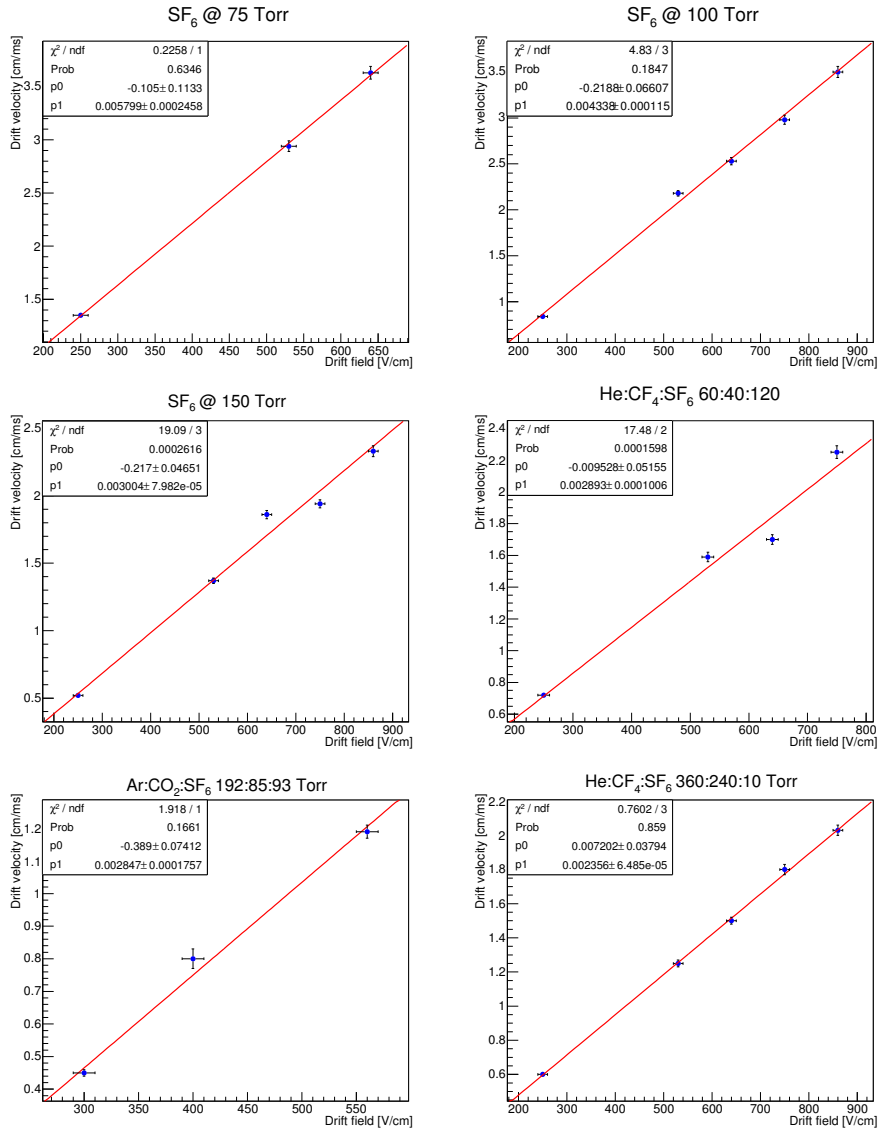 SF6 @ 75 Torr
χ² / ndf 0.2258 / 1
Prob 0.6346
p0 -0.105± 0.1133
p1 0.005799± 0.0002458
Drift velocity [cm/ms]
3.5
3
2.5
2
1.5
1
200 250 300 350 400 450 500 550 600 650
Drift field [V/cm]
SF6 @ 100 Torr
χ² / ndf 4.83 / 3
Prob 0.1847
p0 -0.2188± 0.06607
p1 0.004338± 0.000115
Drift velocity [cm/ms]
3.5
3
2.5
2
1.5
1
200 300 400 500 600 700 800 900
Drift field [V/cm]
SF6 @ 150 Torr
χ² / ndf 19.09 / 3
Prob 0.0002616
p0 -0.217± 0.04651
p1 0.003004± 7.982e-05
Drift velocity [cm/ms]
2.5
2
1.5
1
0.5
200 300 400 500 600 700 800 900
Drift field [V/cm]
He:CF4:SF6 60:40:120
χ² / ndf 17.48 / 2
Prob 0.0001598
p0 -0.009528± 0.05155
p1 0.002893± 0.0001006
Drift velocity [cm/ms]
2.4
2.2
2
1.8
1.6
1.4
1.2
1
0.8
0.6
200 300 400 500 600 700 800
Drift field [V/cm]
Ar:CO2:SF6 192:85:93 Torr
χ² / ndf 1.918 / 1
Prob 0.1661
p0 -0.389± 0.07412
p1 0.002847± 0.0001757
Drift velocity [cm/ms]
1.2
1.1
1
0.9
0.8
0.7
0.6
0.5
0.4
300 350 400 450 500 550
Drift field [V/cm]
He:CF4:SF6 360:240:10 Torr
χ² / ndf 0.7602 / 3
Prob 0.859
p0 0.007202± 0.03794
p1 0.002356± 6.485e-05
Drift velocity [cm/ms]
2.2
2
1.8
1.6
1.4
1.2
1
0.8
0.6
200 300 400 500 600 700 800 900
Drift field [V/cm]